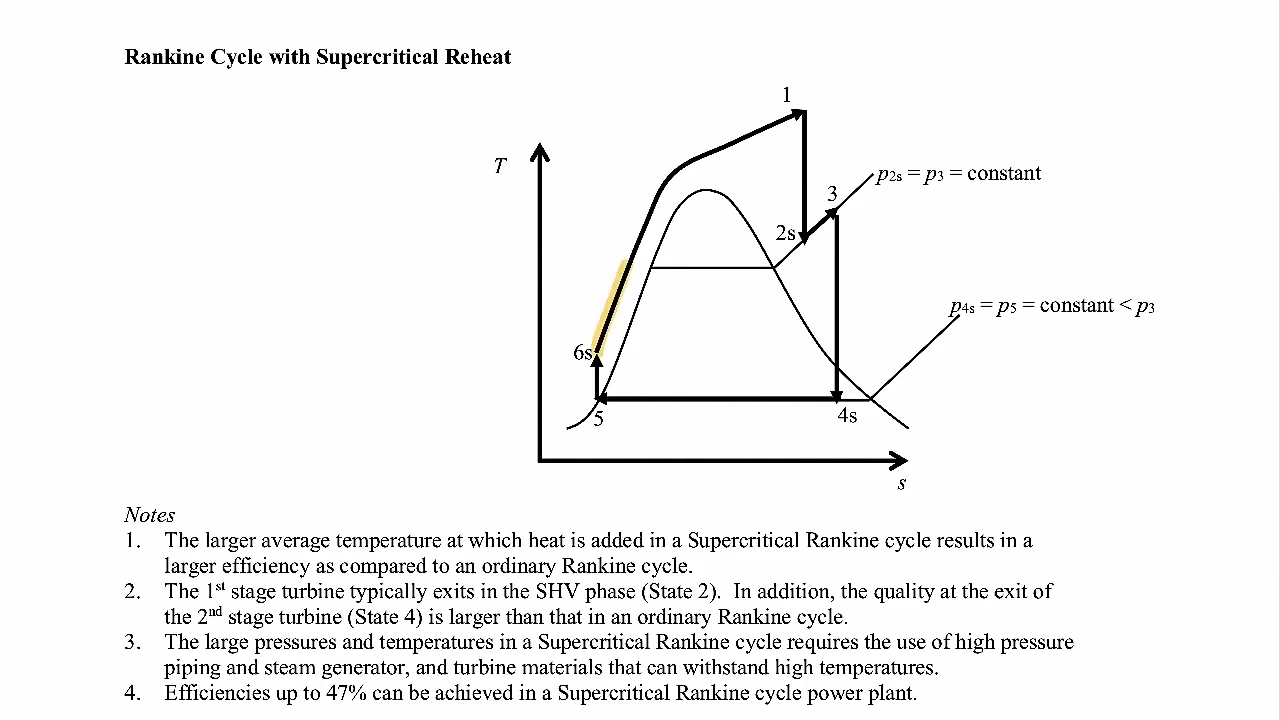 Rankine Cycle with Supercritical Reheat
1
T
p2s = p3 = constant
3
2s
p4s = p5 = constant < p3
6s
5
4s
s
Notes
1. The larger average temperature at which heat is added in a Supercritical Rankine cycle results in a
larger efficiency as compared to an ordinary Rankine cycle.
2. The 1st stage turbine typically exits in the SHV phase (State 2). In addition, the quality at the exit of
the 2nd stage turbine (State 4) is larger than that in an ordinary Rankine cycle.
3. The large pressures and temperatures in a Supercritical Rankine cycle requires the use of high pressure
piping and steam generator, and turbine materials that can withstand high temperatures.
4. Efficiencies up to 47% can be achieved in a Supercritical Rankine cycle power plant.